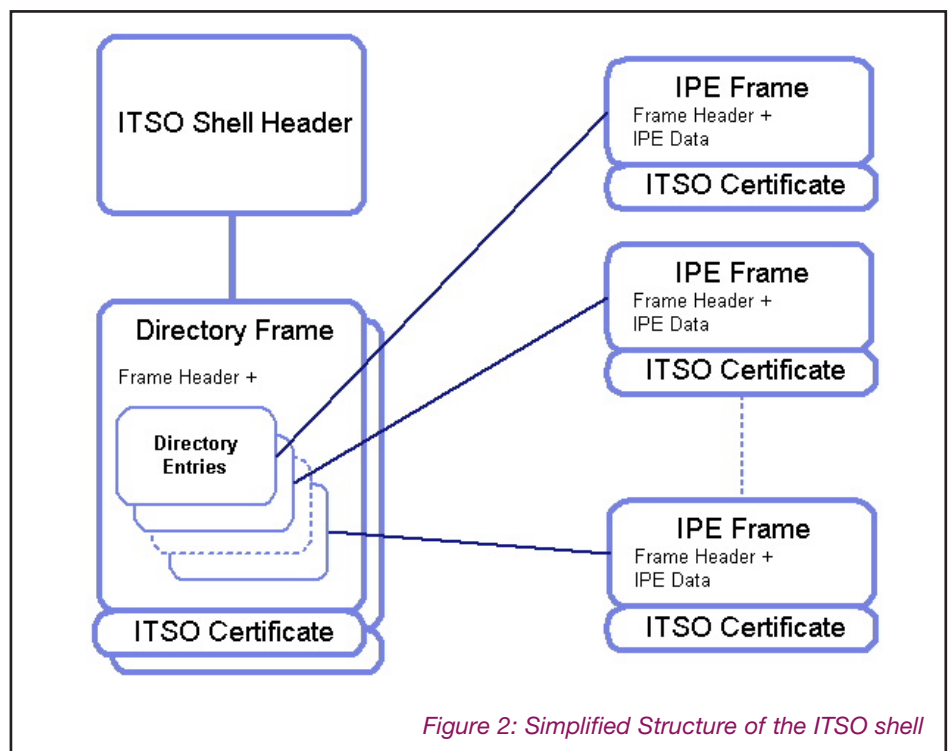 ITSO Shell Header
Directory Frame
Frame Header +
Directory
Entries
ITSO Certificate
IPE Frame
Frame Header +
IPE Data
ITSO Certificate
IPE Frame
Frame Header +
IPE Data
ITSO Certificate
IPE Frame
Frame Header +
IPE Data
ITSO Certificate
Figure 2: Simplified Structure of the ITSO shell